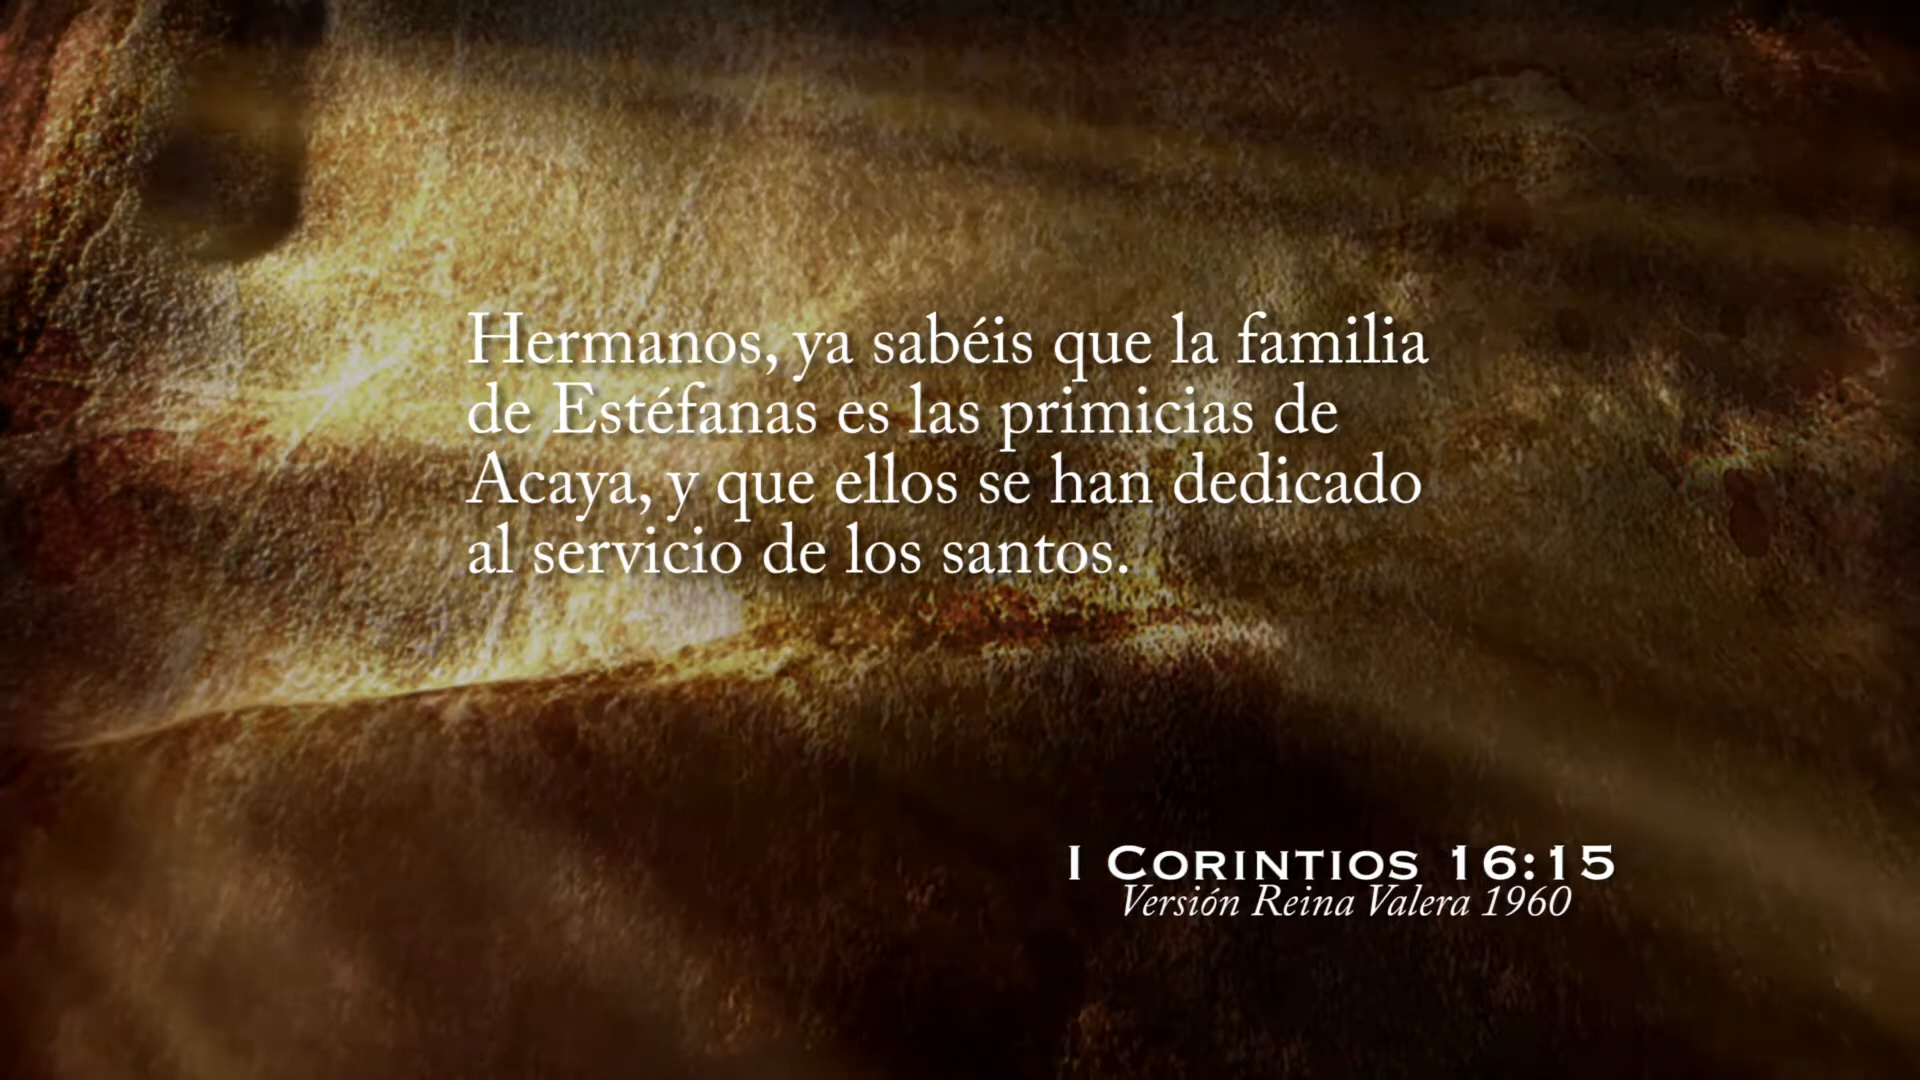 Hermanos, ya sabéis que la familia
de Estéfanas es las primicias de
Acaya, y que ellos se han dedicado
al servicio de los santos.
I Corintios 16:15
Versión Reina Valera 1960